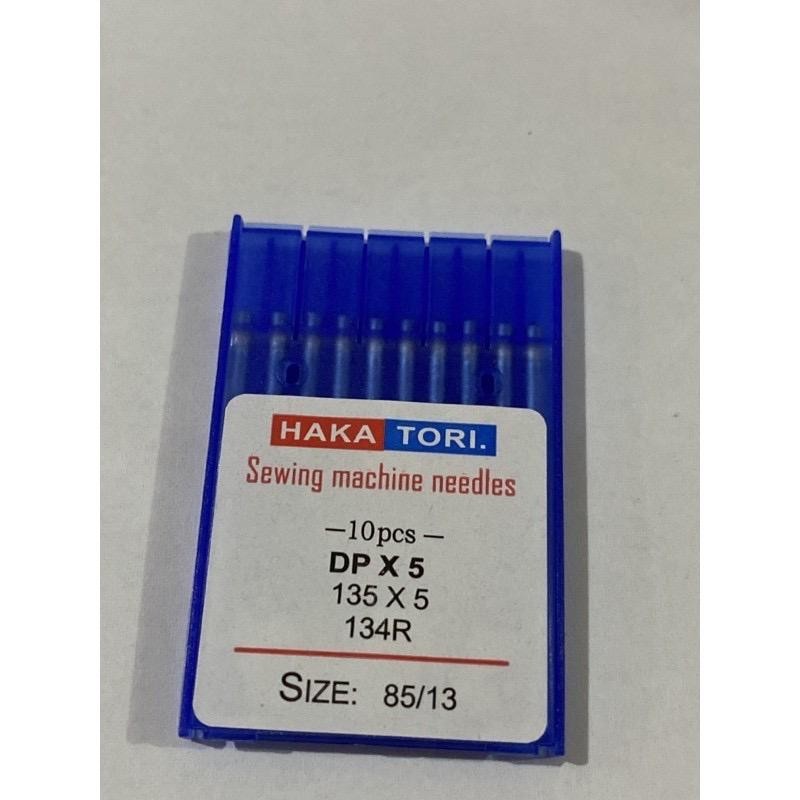 HAKA TORI.
Sewing machine needles
—10pcs—
DP X 5
135 X 5
134R
SIZE: 85/13